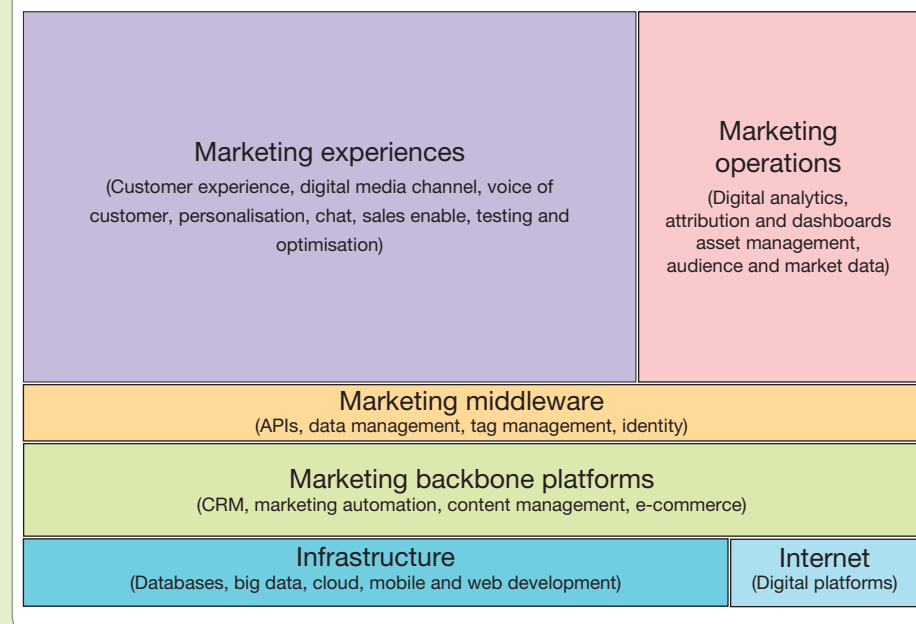 Marketing experiences
(Customer experience, digital media channel, voice of
customer, personalisation, chat, sales enable, testing and
optimisation)
Marketing
operations
(Digital analytics,
attribution and dashboards
asset management,
audience and market data)
Marketing middleware
(APIs, data management, tag management, identity)
Marketing backbone platforms
(CRM, marketing automation, content management, e-commerce)
Infrastructure
(Databases, big data, cloud, mobile and web development)
Internet
(Digital platforms)